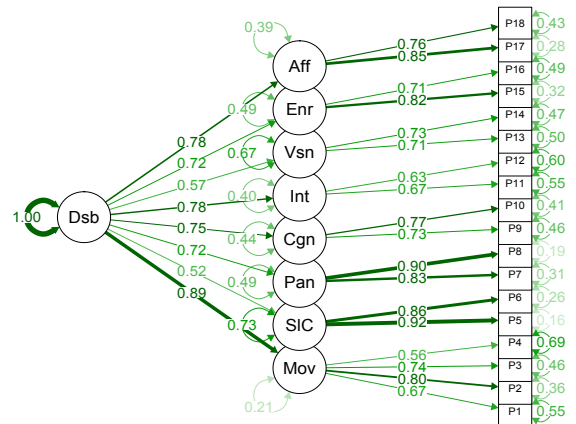 P18
0.43
0.39
0.76
P17
0.28
Aff
0.85
P16
0.49
0.71
P15
0.32
0.49
Enr
0.82
P14
0.47
0.78
0.73
P13
0.50
0.67
Vsn
0.71
0.72
P12
0.60
0.57
0.63
P11
0.55
0.40
Int
0.67
0.78
P10
0.41
1.00
Dsb
0.77
0.75
P9
0.46
0.44
Cgn
0.73
0.72
P8
0.19
0.90
0.52
P7
0.31
0.49
Pan
0.83
0.89
P6
0.26
0.86
P5
0.16
0.73
SIC
0.92
P4
0.69
0.56
P3
0.46
Mov
0.74
0.80
P2
0.36
0.67
0.21
P1
0.55